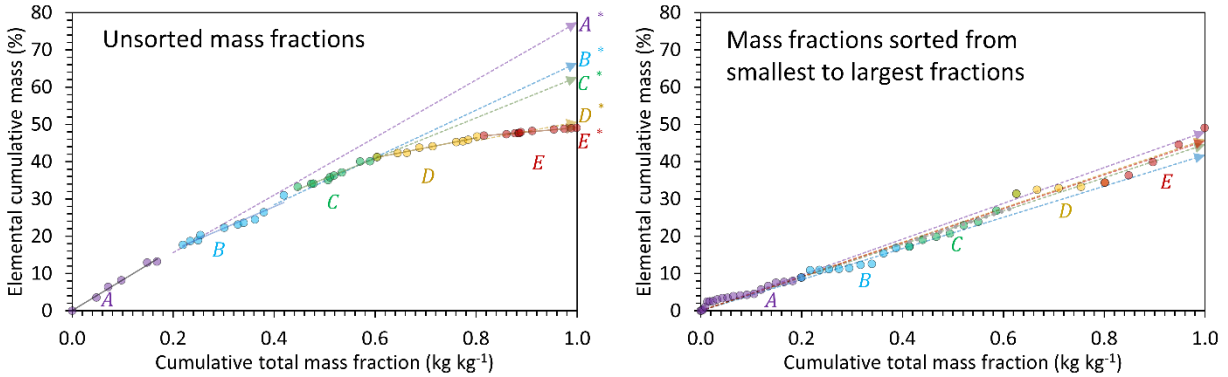 Unsorted mass fractions
Elemental cumulative mass (%)
80
70
60
50
40
30
20
10
0
0.0
0.2
0.4
0.6
0.8
1.0
Cumulative total mass fraction (kg kg⁻¹)
A
B
C
D
E
A*
B*
C*
D*
E*
Mass fractions sorted from
smallest to largest fractions
Elemental cumulative mass (%)
80
70
60
50
40
30
20
10
0
0.0
0.2
0.4
0.6
0.8
1.0
Cumulative total mass fraction (kg kg⁻¹)
A
B
C
D
E